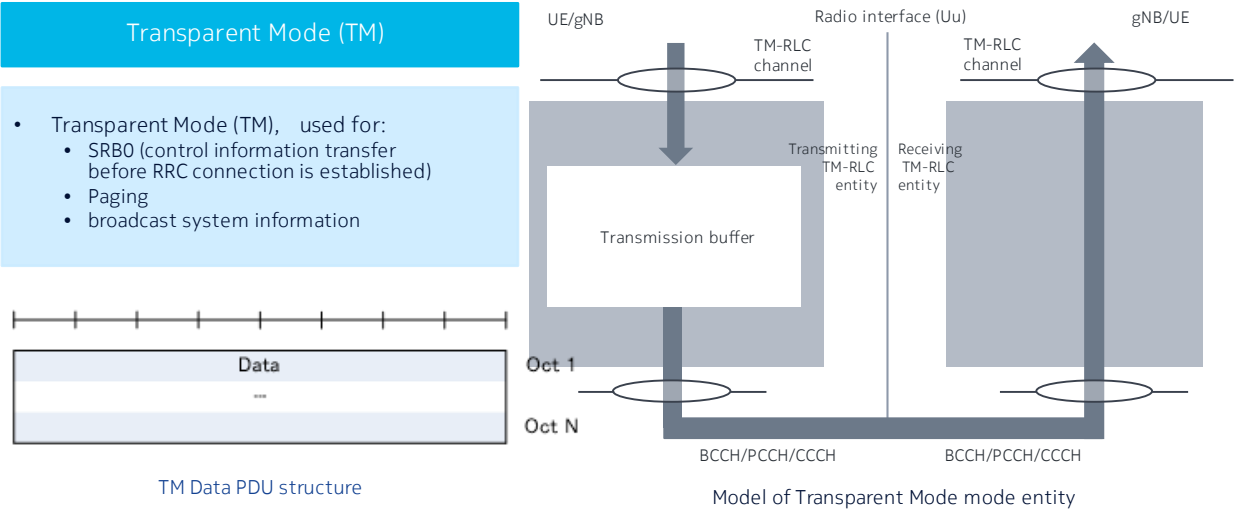 Transparent Mode (TM)
• Transparent Mode (TM), used for:
• SRB0 (control information transfer
before RRC connection is established)
• Paging
• broadcast system information
Data
Oct 1
...
Oct N
TM Data PDU structure
UE/gNB
Radio interface (Uu)
gNB/UE
TM-RLC
channel
TM-RLC
channel
Transmitting
TM-RLC
entity
Receiving
TM-RLC
entity
Transmission buffer
BCCH/PCCH/CCCH
BCCH/PCCH/CCCH
Model of Transparent Mode mode entity